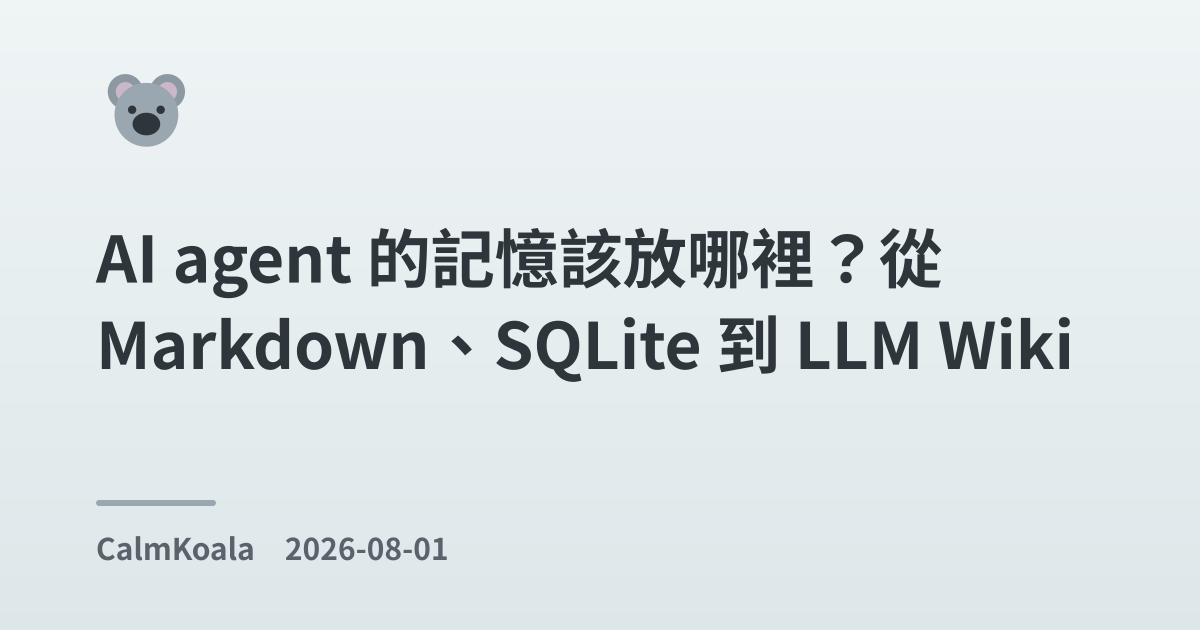 AI agent 的記憶該放哪裡？從
Markdown、SQLite 到 LLM Wiki
CalmKoala 2026-08-01